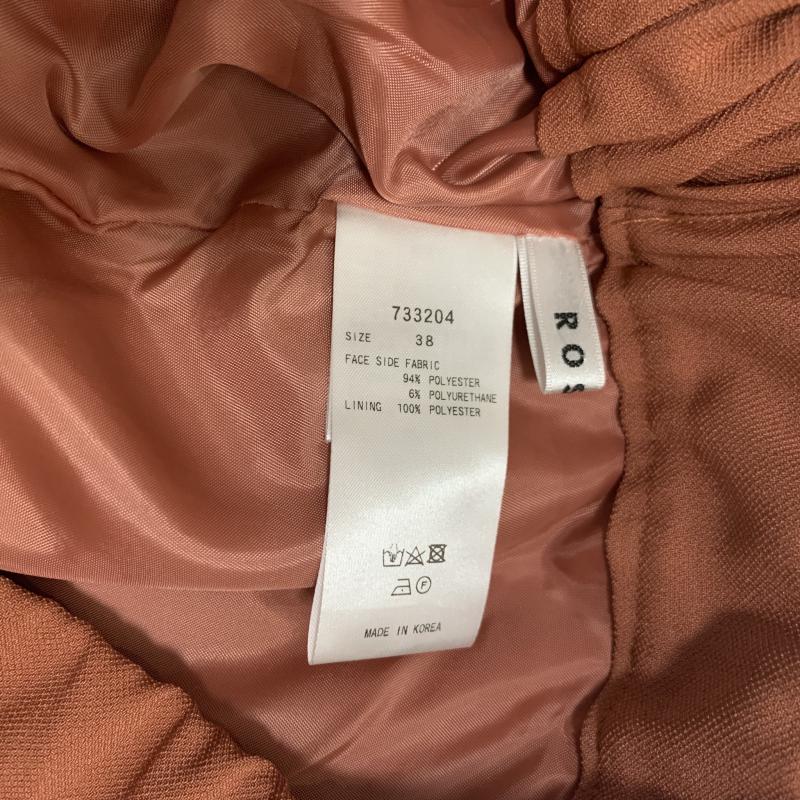 733204
SIZE 38
FACE SIDE FABRIC
94% POLYESTER
6% POLYURETHANE
LINING 100% POLYESTER
F
MADE IN KOREA
ROS